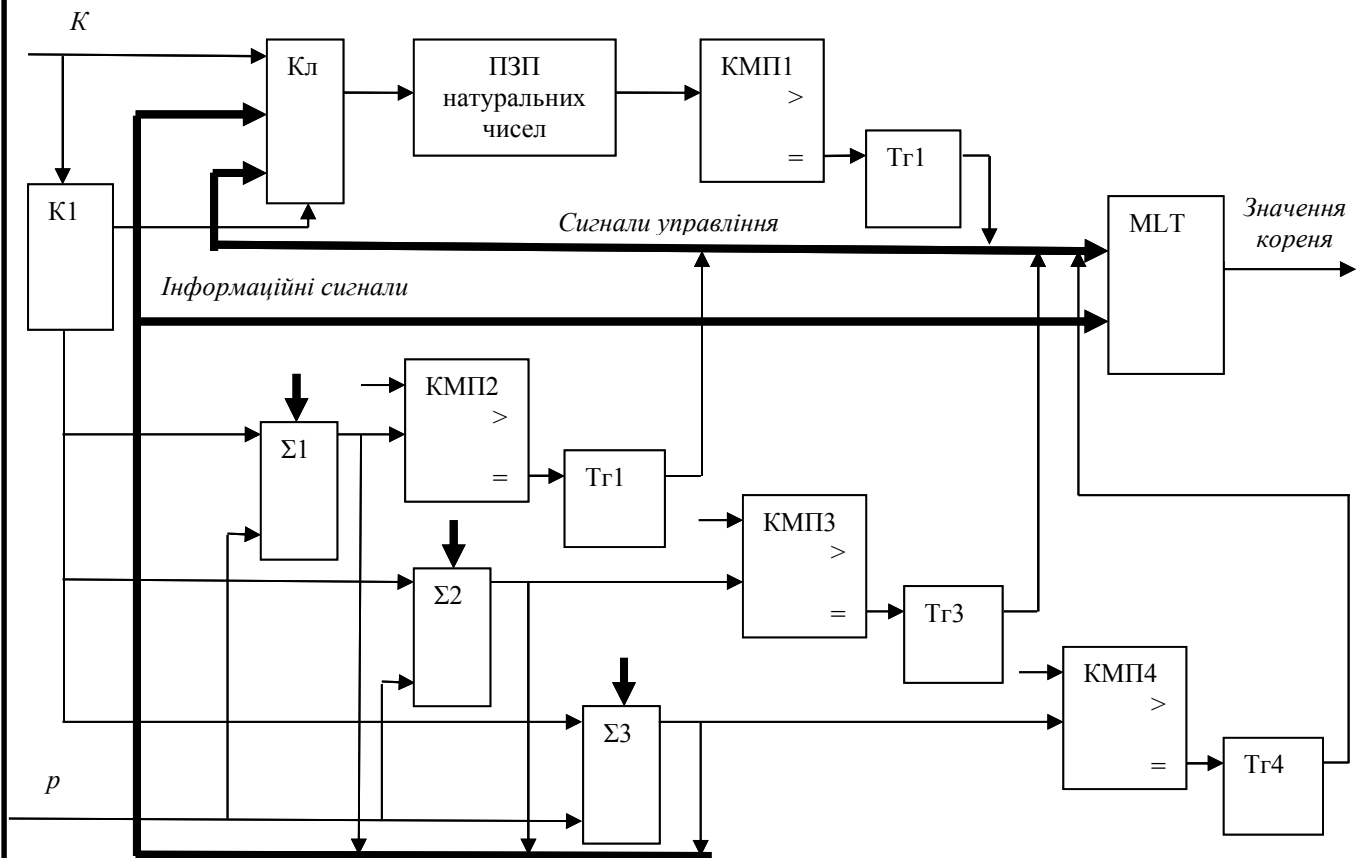 К
Кл
ПЗП
натуральних
чисел
КМП1
>
=
Тг1
К1
Сигнали управління
MLT
Значення
кореня
Інформаційні сигнали
КМП2
>
=
Σ1
Тг1
КМП3
>
=
Σ2
Тг3
КМП4
>
=
Σ3
Тг4
р